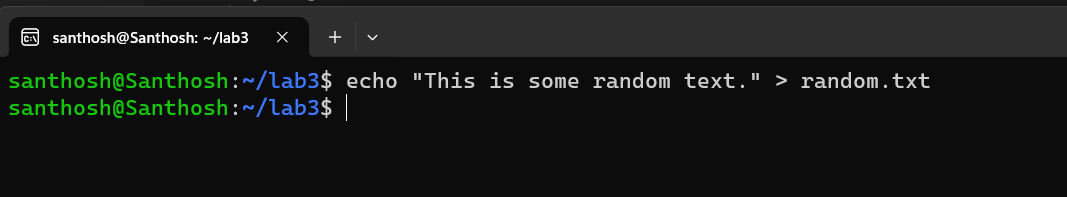 santhosh@Santhosh: ~/lab3
santhosh@Santhosh:~/lab3$ echo "This is some random text." > random.txt
santhosh@Santhosh:~/lab3$